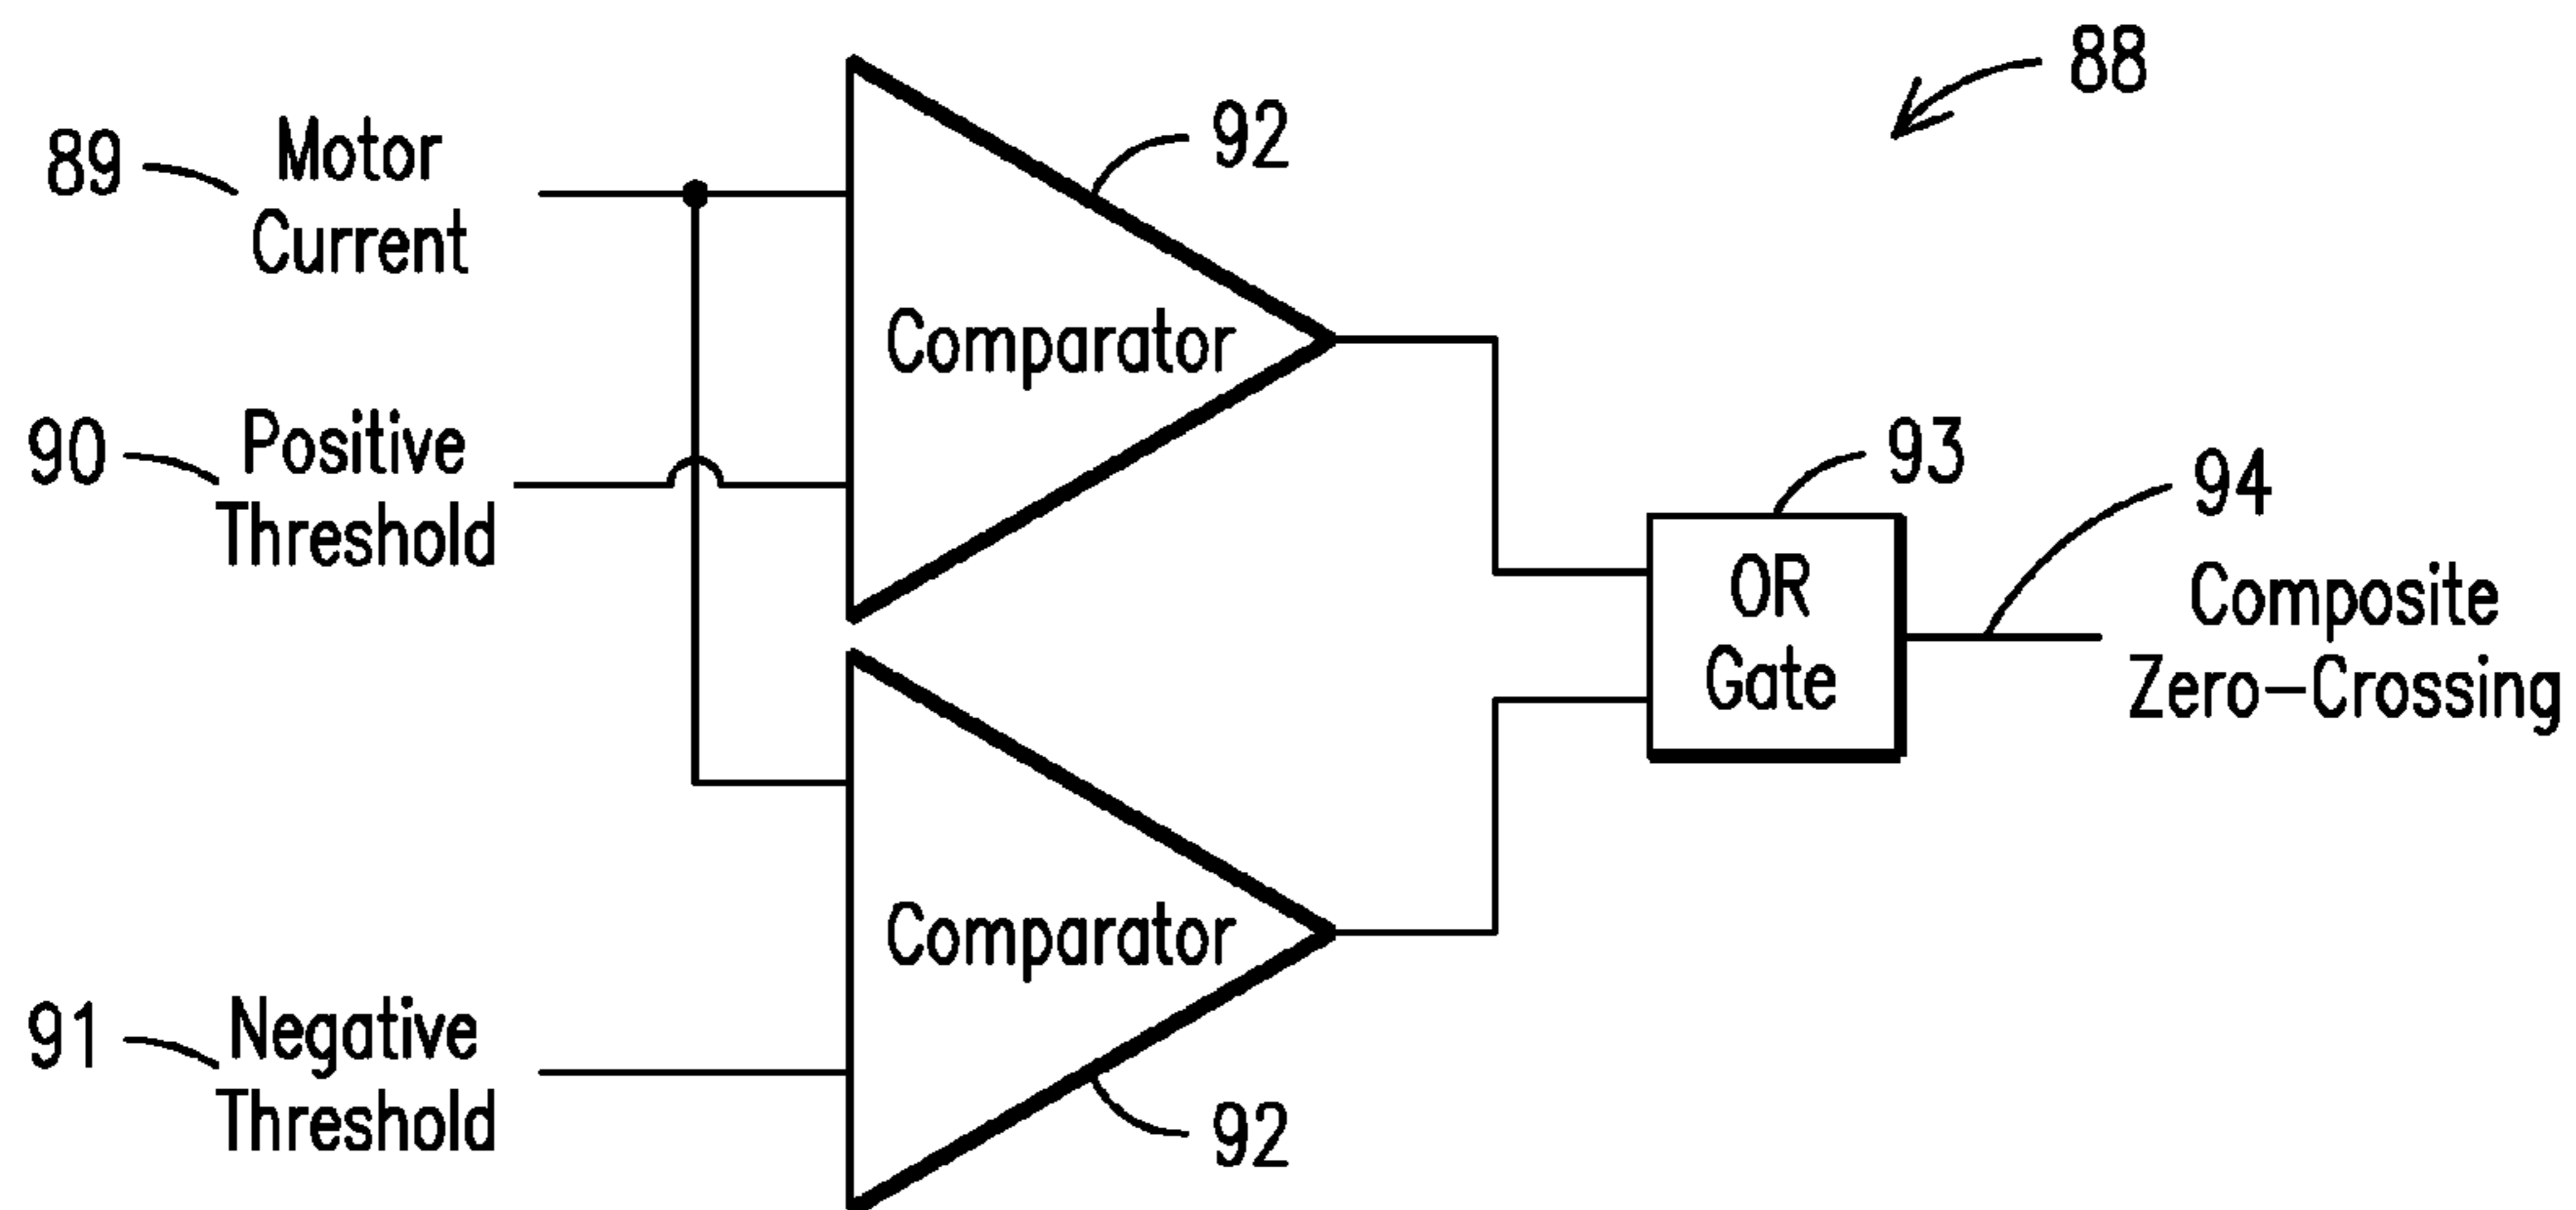 88
92
89
Motor
Current
Comparator
90
Positive
Threshold
93
94
OR
Gate
Composite
Zero-Crossing
Comparator
91
Negative
Threshold
92